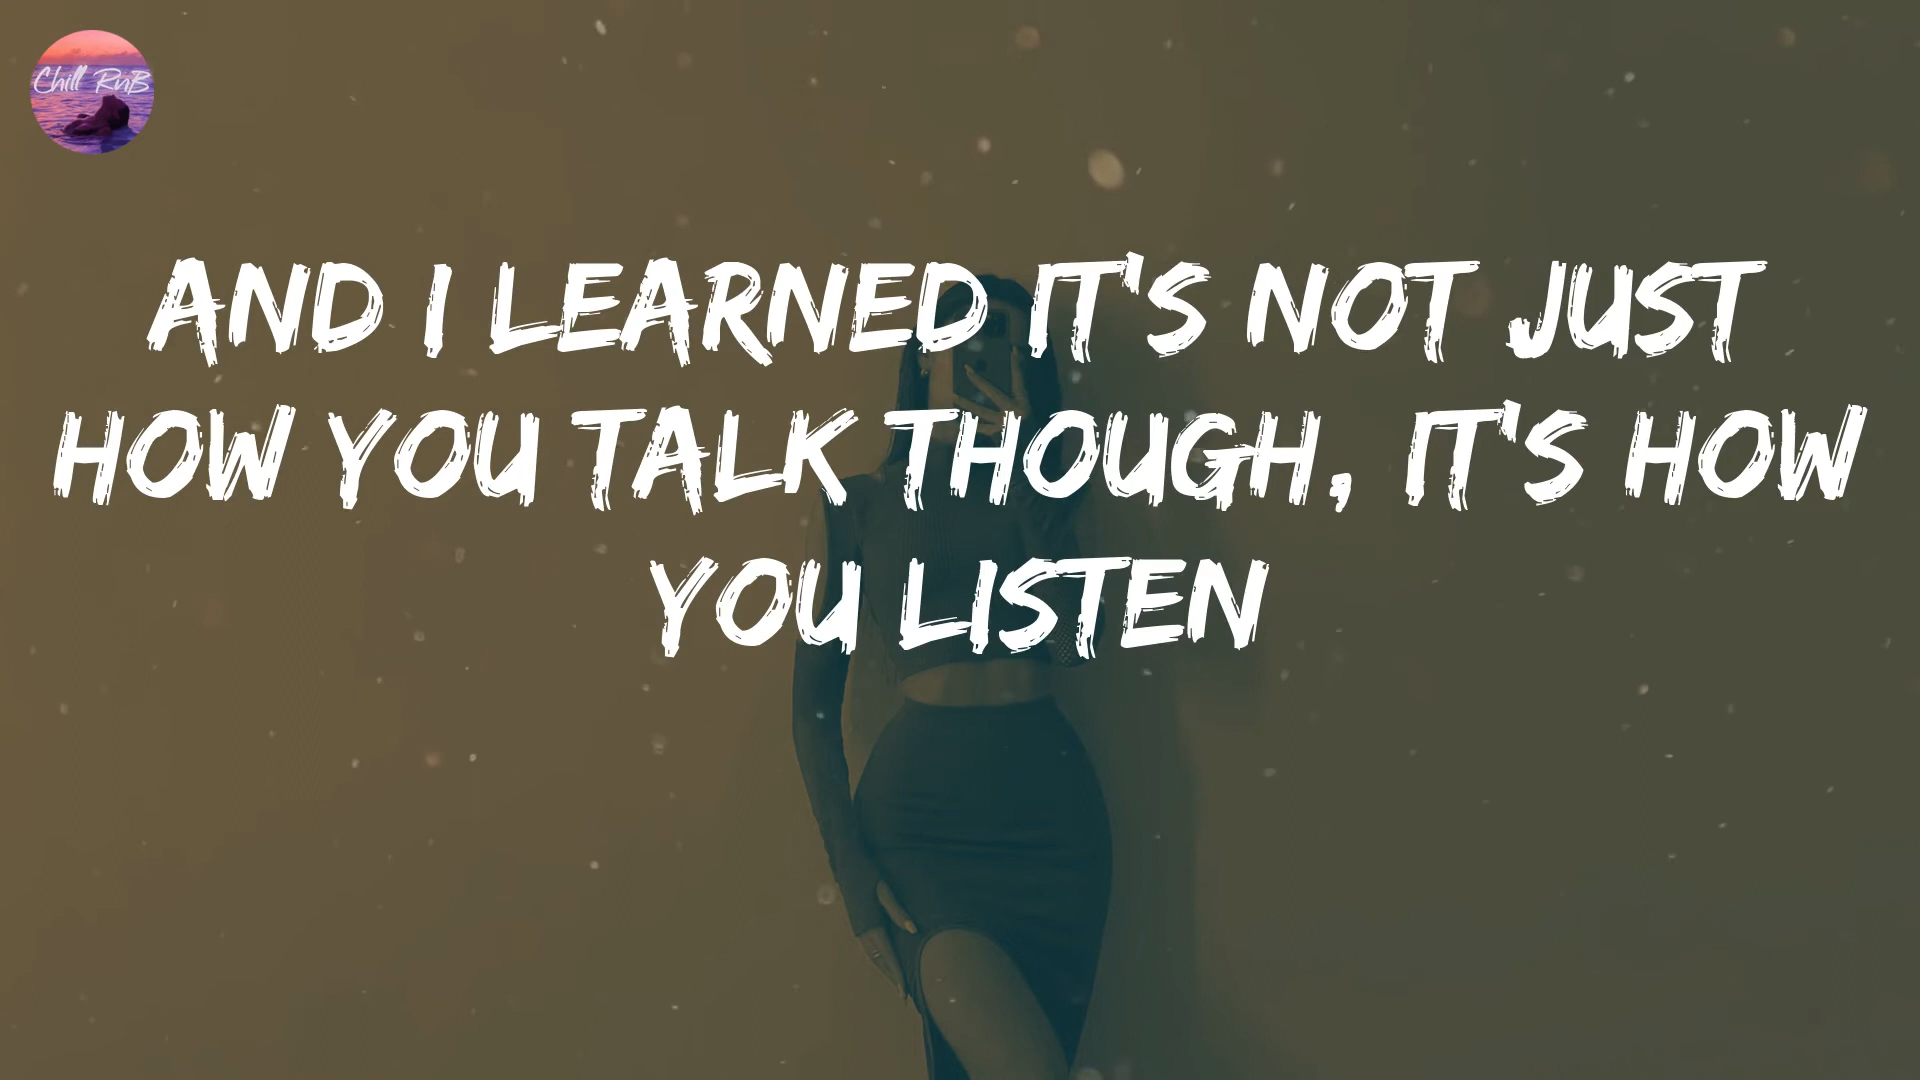 Chill RnB
AND I LEARNED IT'S NOT JUST
HOW YOU TALK THOUGH, IT'S HOW
YOU LISTEN